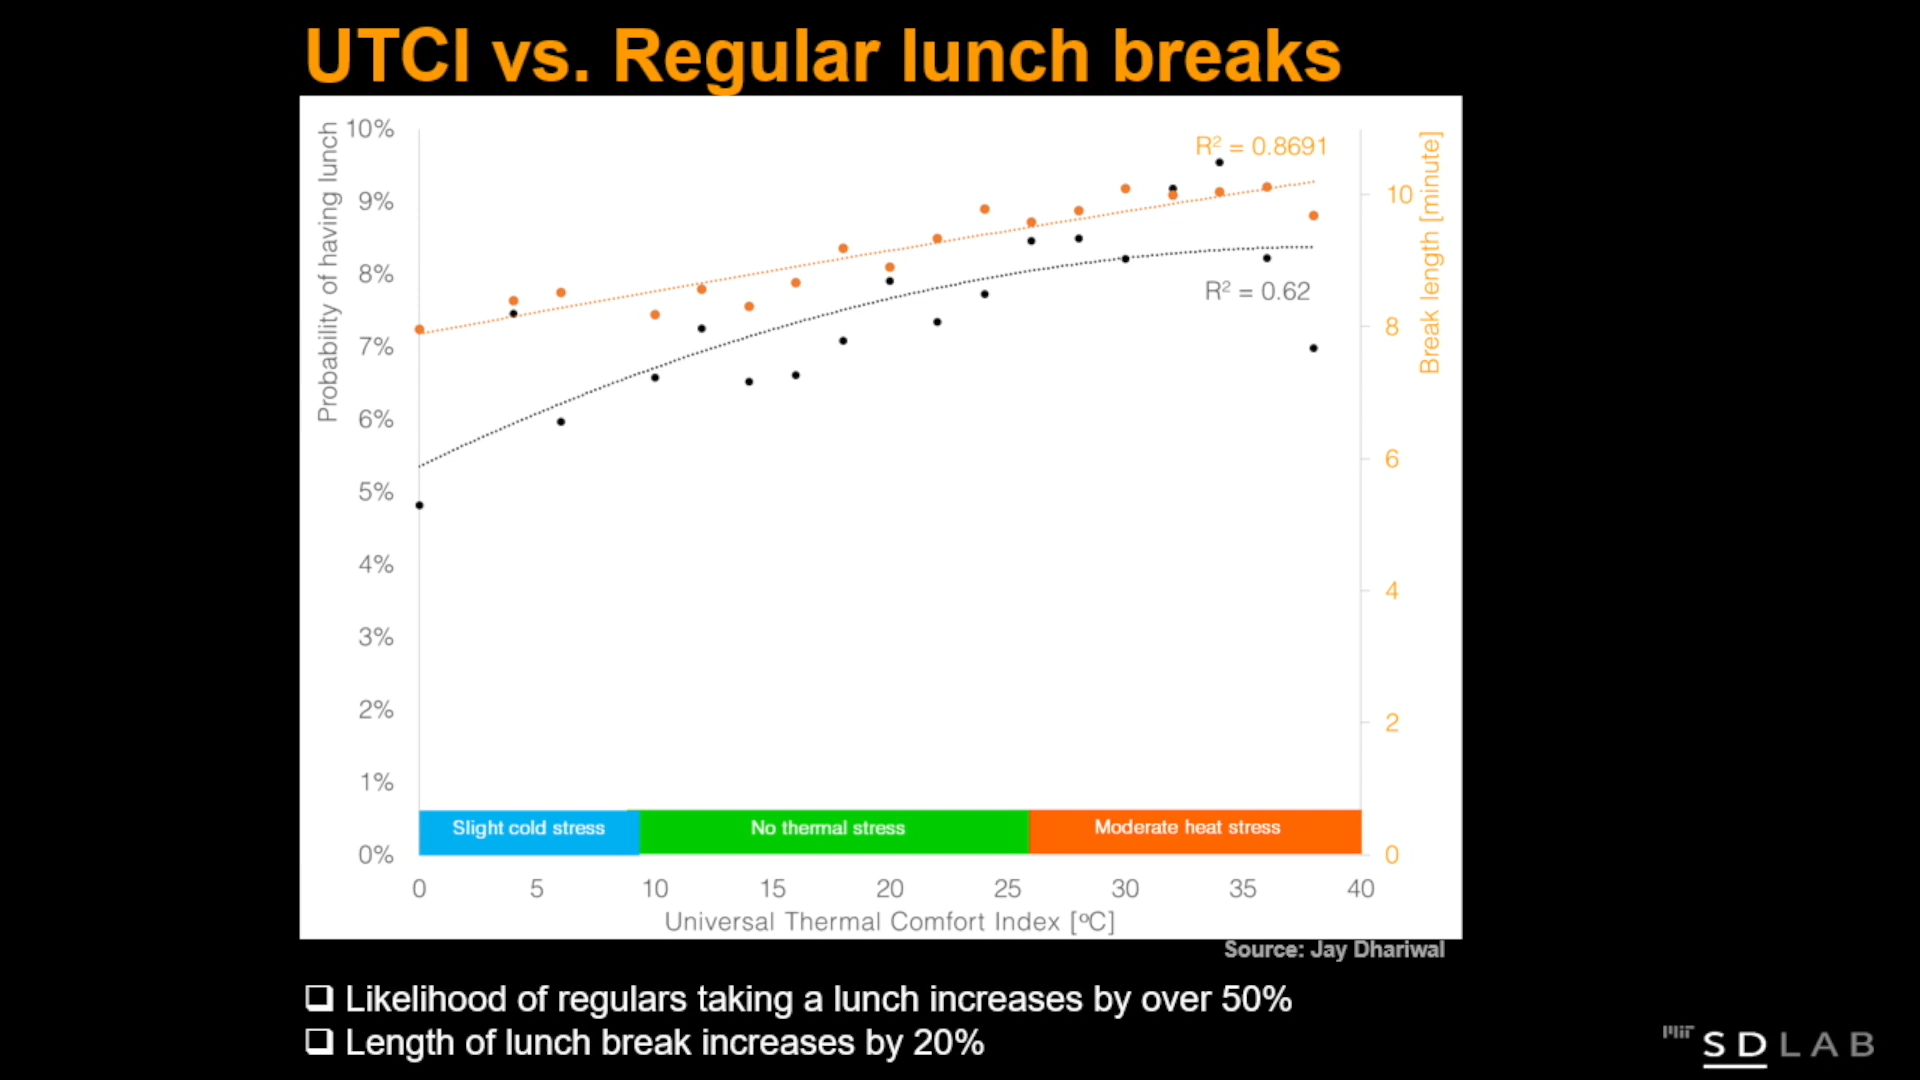 UTCI vs. Regular lunch breaks
Probability of having lunch
10%
9%
8%
7%
6%
5%
4%
3%
2%
1%
0%
R² = 0.8691
R² = 0.62
Break length [minute]
10
8
6
4
2
0
Slight cold stress
No thermal stress
Moderate heat stress
0 5 10 15 20 25 30 35 40
Universal Thermal Comfort Index [ºC]
Source: Jay Dhariwal
❑ Likelihood of regulars taking a lunch increases by over 50%
❑ Length of lunch break increases by 20%
MIT SDLAB